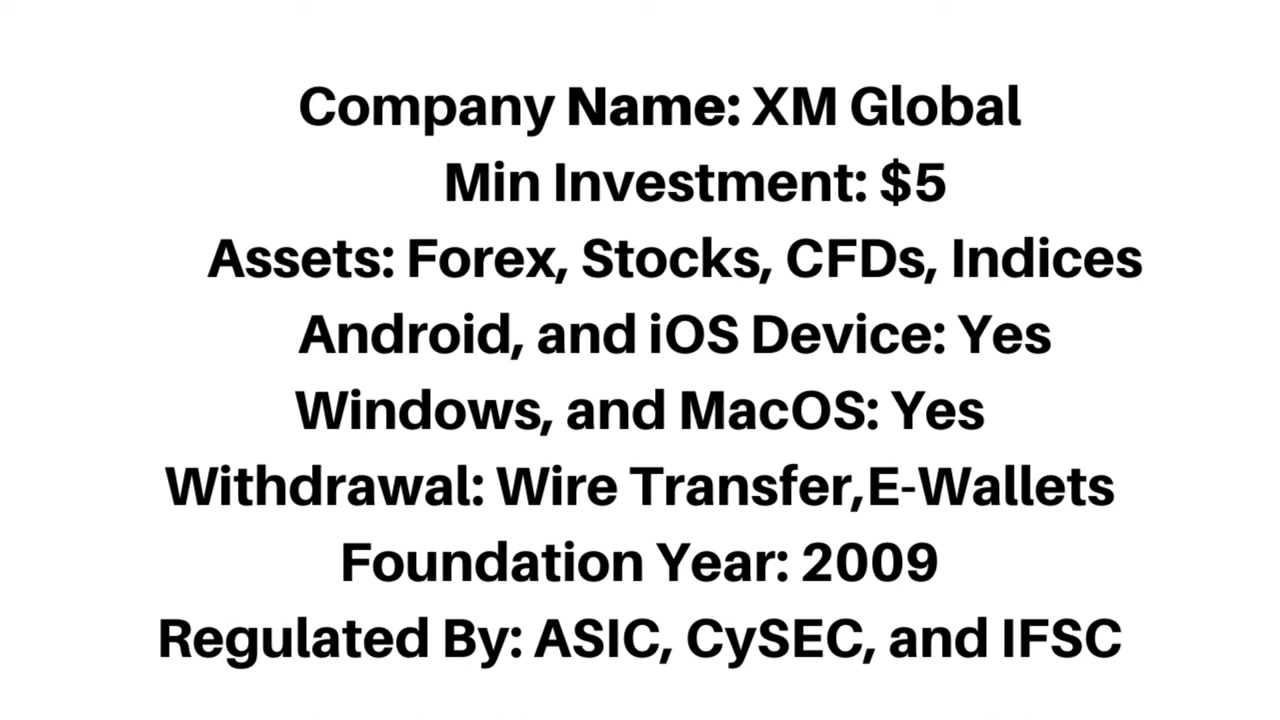 Company Name: XM Global
Min Investment: $5
Assets: Forex, Stocks, CFDs, Indices
Android, and iOS Device: Yes
Windows, and MacOS: Yes
Withdrawal: Wire Transfer,E-Wallets
Foundation Year: 2009
Regulated By: ASIC, CySEC, and IFSC